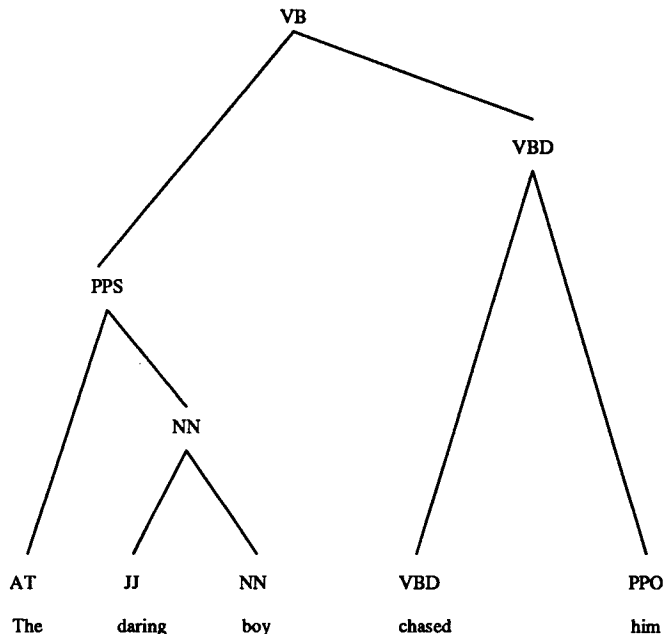 VB
VBD
PPS
NN
AT JJ NN VBD PPO
The daring boy chased him